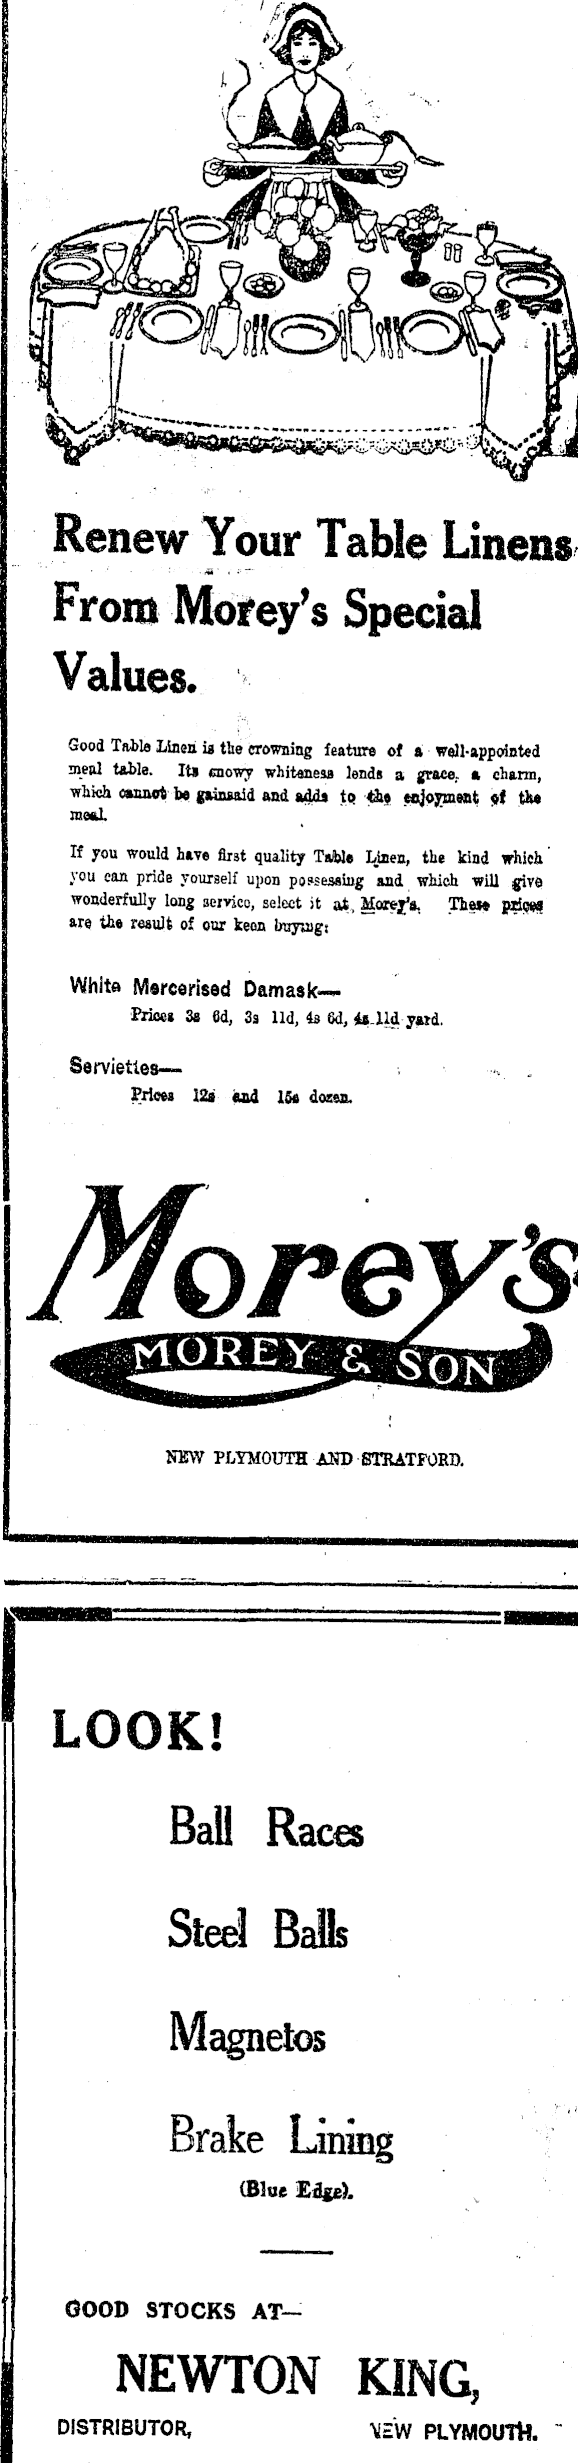 Renew Your Table Linens
From Morey's Special
Values.
Good Table Linen is the crowning feature of a well-appointed
meal table. Its snowy whiteness lends a grace, a charm,
which cannot be gainsaid and adds to the enjoyment of the
meal.
If you would have first quality Table Linen, the kind which
you can pride yourself upon possessing and which will give
wonderfully long service, select it at Morey's. These prices
are the result of our keen buying:
White Mercerised Damask—
Prices 3s 6d, 3s 11d, 4s 6d, 4s 11d yard.
Serviettes—
Prices 12s and 15s dozen.
Morey's
MOREY & SON
NEW PLYMOUTH AND STRATFORD.
LOOK!
Ball Races
Steel Balls
Magnetos
Brake Lining
(Blue Edge).
GOOD STOCKS AT—
NEWTON KING,
DISTRIBUTOR, NEW PLYMOUTH.